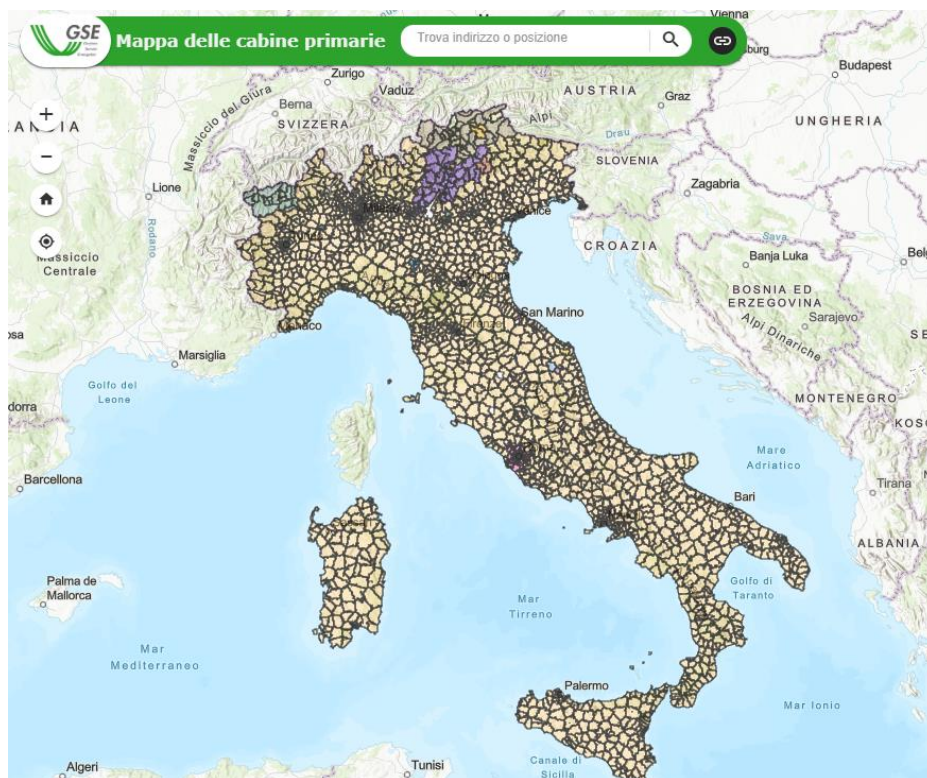 GSE
Mappa delle cabine primarie
Trova indirizzo o posizione
Vienna
Budapest
Zurigo
Vaduz
AUSTRIA
Graz
Massiccio del Giura
Berna
SVIZZERA
Alpi
Drau
UNGHERIA
SLOVENIA
Lione
Zagabria
Rodano
CROAZIA
Sava
Massiccio
Centrale
Banja Luka
BOSNIA ED
ERZEGOVINA
San Marino
Sarajevo
Alpi Dinariche
Marsiglia
Golfo del
Leone
MONTENEGRO
Mare
Adriatico
Barcellona
Tirana
Bari
ALBANIA
Palma de
Mallorca
Golfo di
Taranto
Mar
Tirreno
Mar
Mediterraneo
Palermo
Mar Ionio
Canale di
Sicilia
Algeri
Tunisi